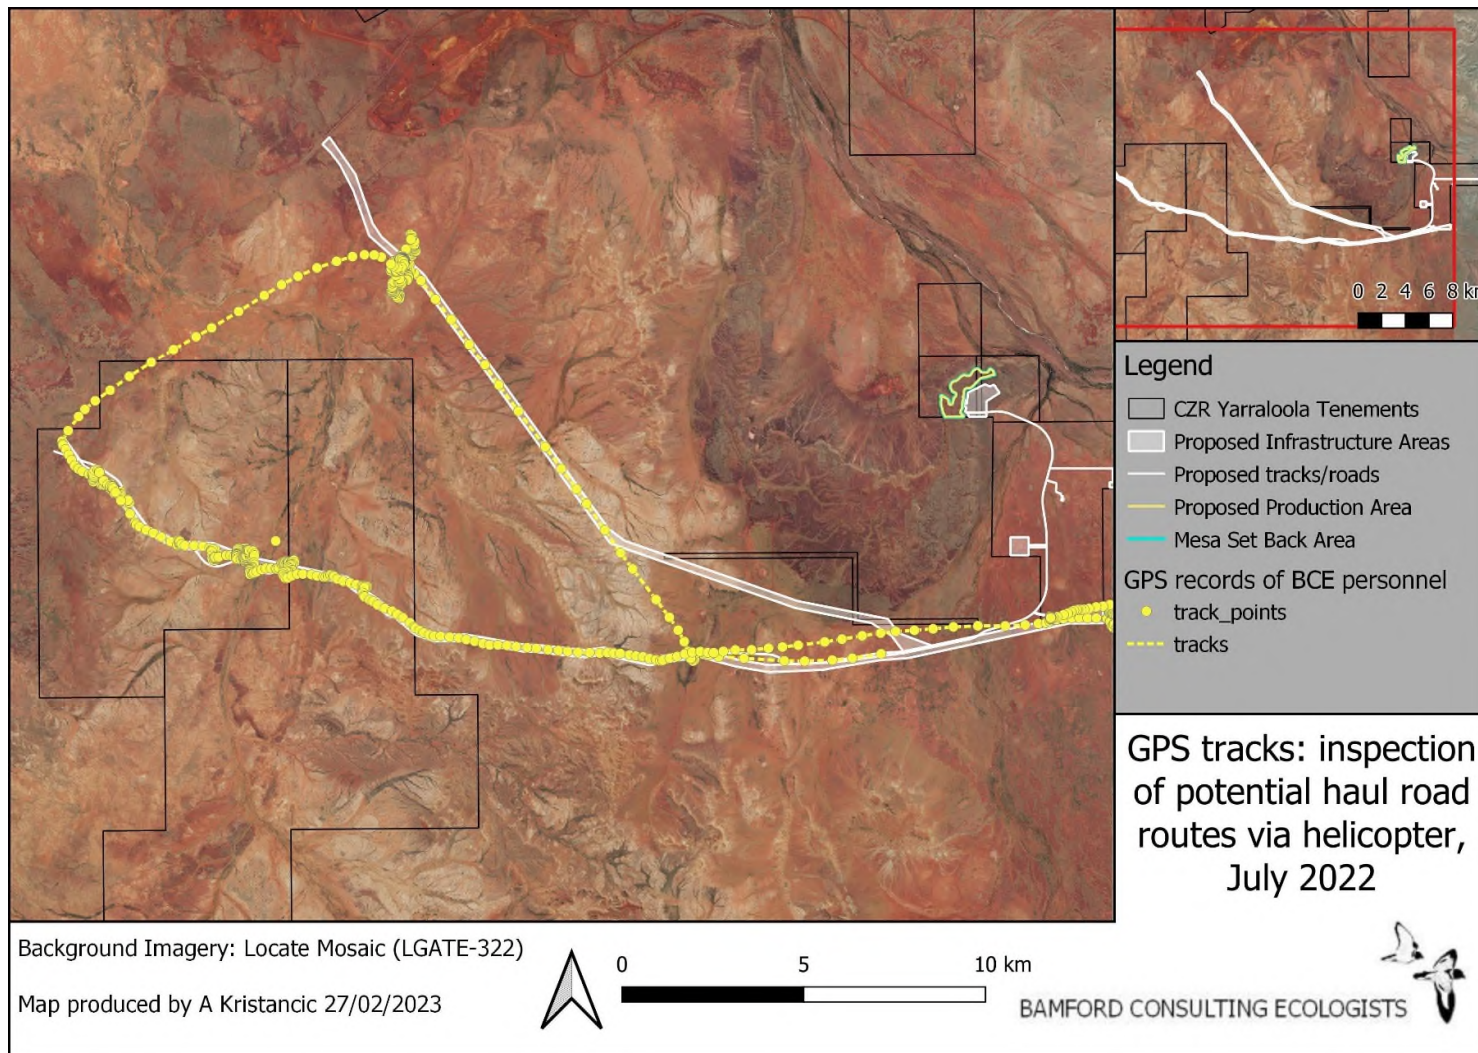 0 2 4 6 8 km
Legend
CZR Yarraloola Tenements
Proposed Infrastructure Areas
Proposed tracks/roads
Proposed Production Area
Mesa Set Back Area
GPS records of BCE personnel
track_points
tracks
GPS tracks: inspection
of potential haul road
routes via helicopter,
July 2022
Background Imagery: Locate Mosaic (LGATE-322)
Map produced by A Kristancic 27/02/2023
0 5 10 km
BAMFORD CONSULTING ECOLOGISTS